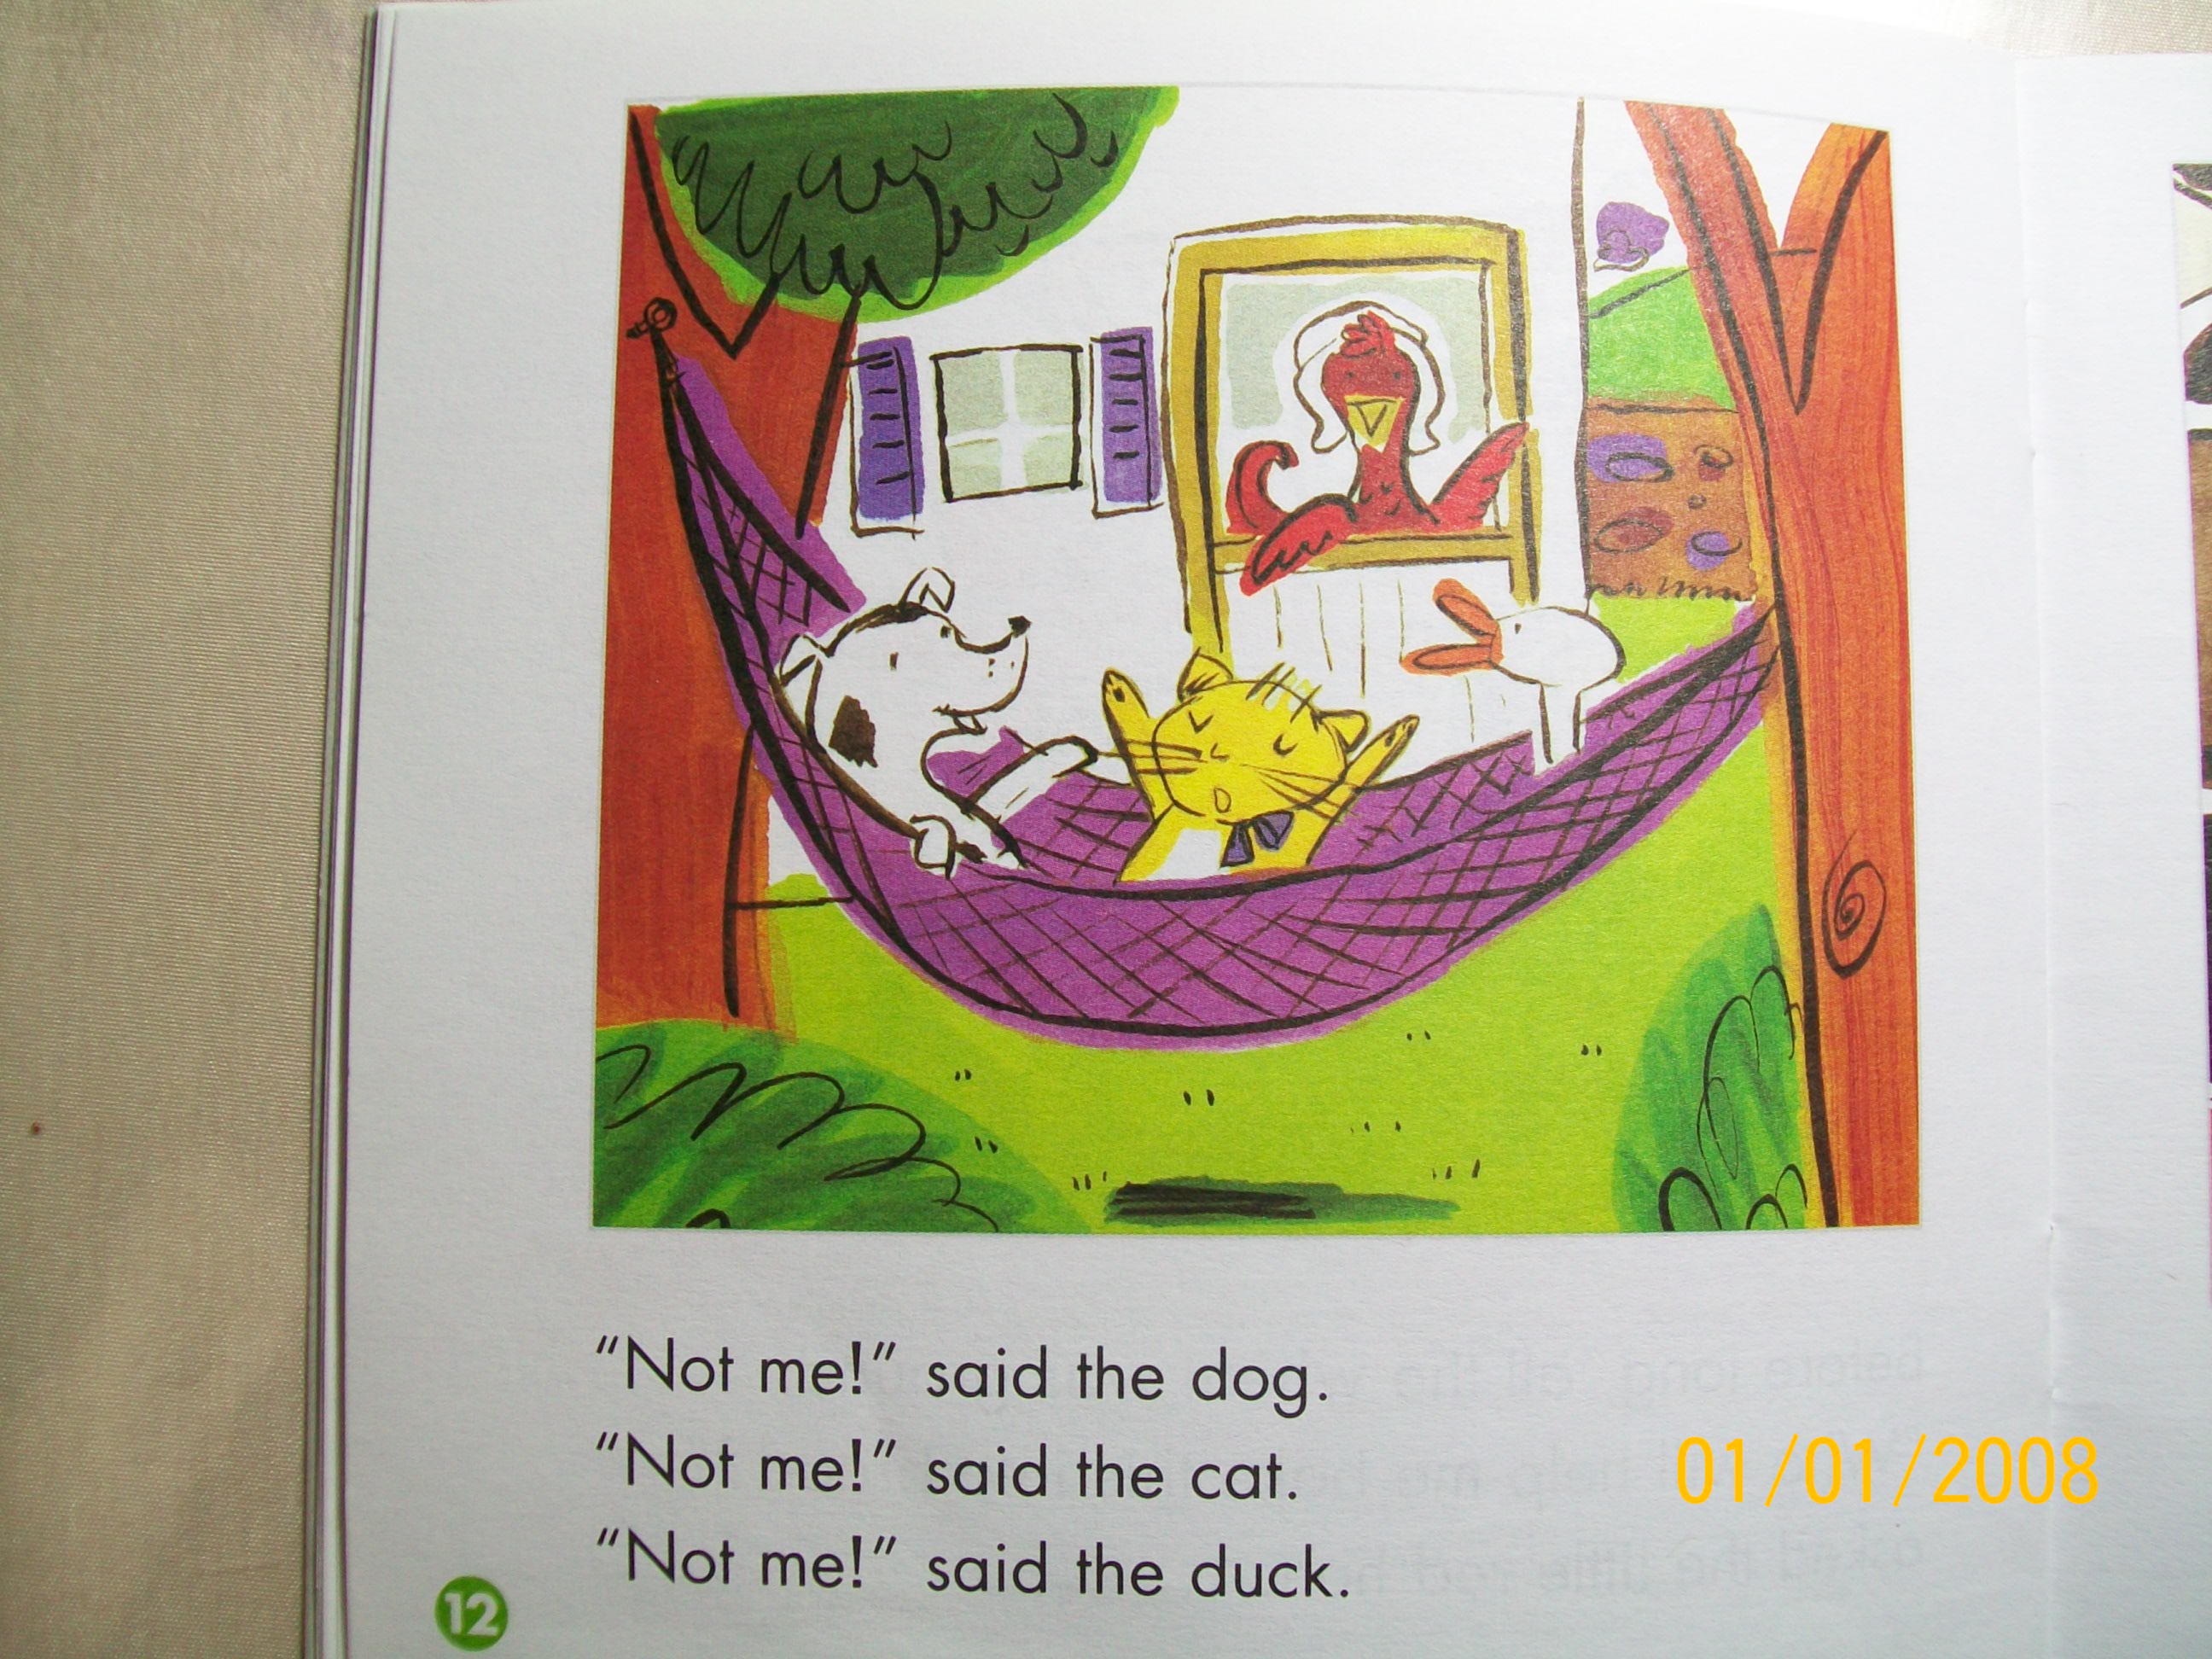 “Not me!” said the dog.
“Not me!” said the cat.
“Not me!” said the duck.
01/01/2008
12